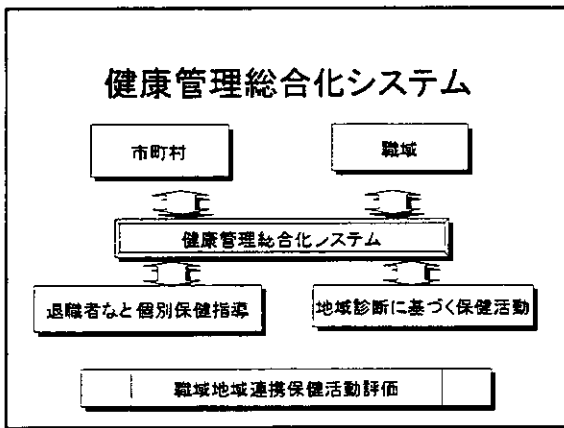 健康管理総合化システム
市町村
職域
健康管理総合化システム
退職者など個別保健指導
地域診断に基づく保健活動
職域地域連携保健活動評価